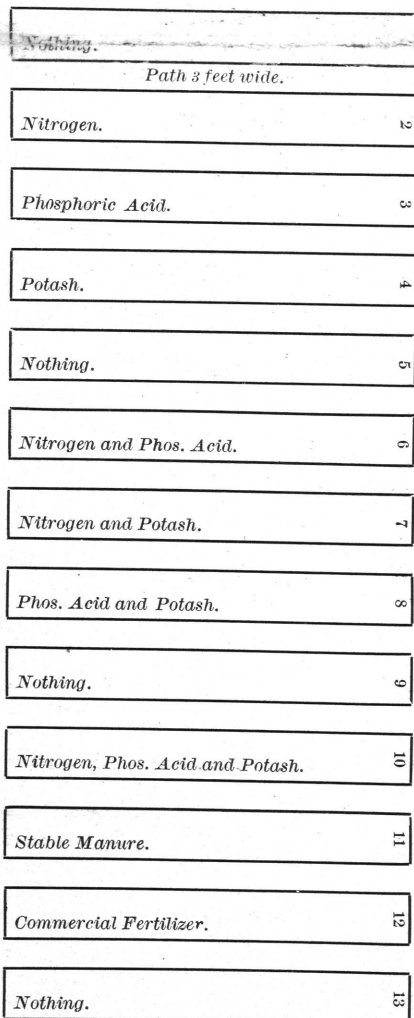 Nothing.
Path 3 feet wide.
Nitrogen. 2
Phosphoric Acid. 3
Potash. 4
Nothing. 5
Nitrogen and Phos. Acid. 6
Nitrogen and Potash. 7
Phos. Acid and Potash. 8
Nothing. 9
Nitrogen, Phos. Acid and Potash. 10
Stable Manure. 11
Commercial Fertilizer. 12
Nothing. 13